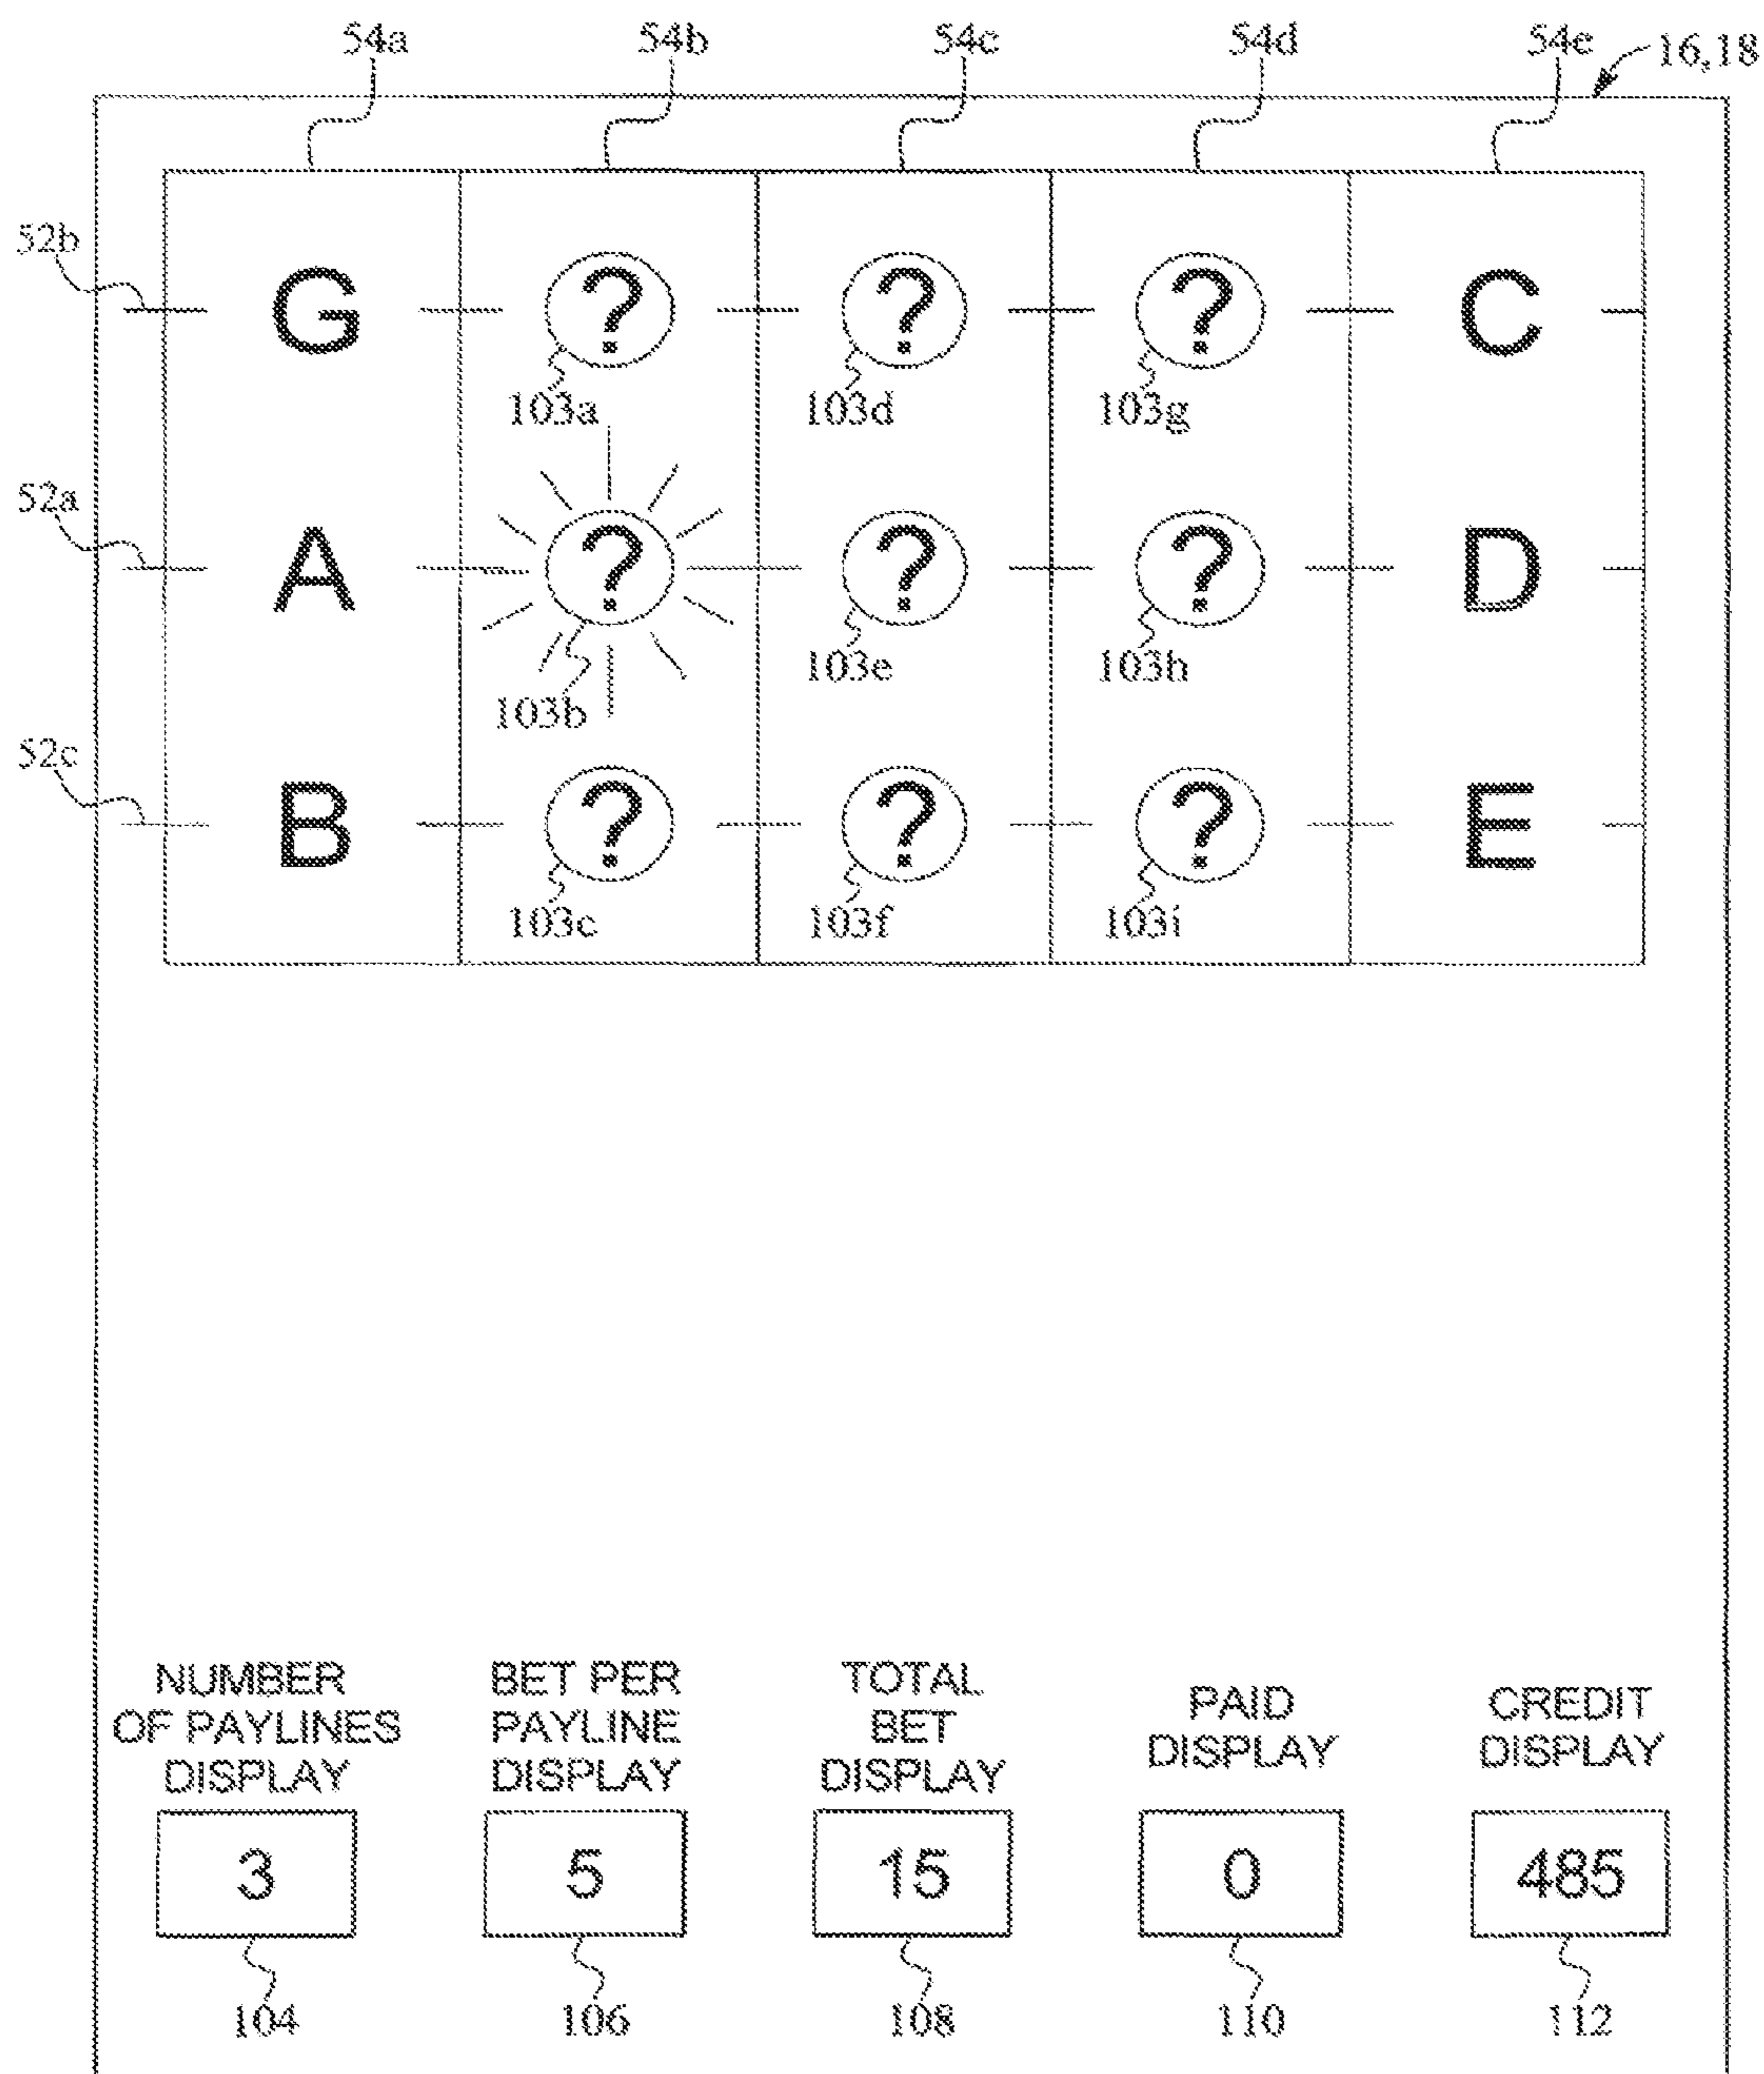 54a 54b 54c 54d 54e 16,18
52b G ? ? ? C
103a 103d 103g
52a A ? ? ? D
103e 103h
103b
52c B ? ? ? E
103c 103f 103i
NUMBER OF PAYLINES DISPLAY
BET PER PAYLINE DISPLAY
TOTAL BET DISPLAY
PAID DISPLAY
CREDIT DISPLAY
3 5 15 0 485
104 106 108 110 112